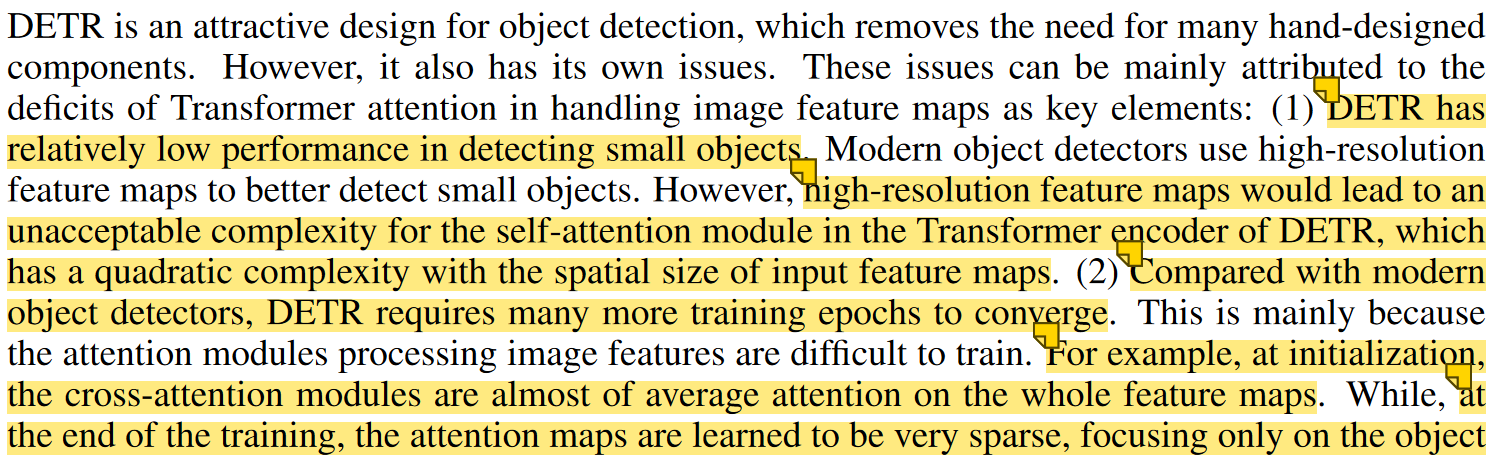 DETR is an attractive design for object detection, which removes the need for many hand-designed
components. However, it also has its own issues. These issues can be mainly attributed to the
deficits of Transformer attention in handling image feature maps as key elements: (1) DETR has
relatively low performance in detecting small objects. Modern object detectors use high-resolution
feature maps to better detect small objects. However, high-resolution feature maps would lead to an
unacceptable complexity for the self-attention module in the Transformer encoder of DETR, which
has a quadratic complexity with the spatial size of input feature maps. (2) Compared with modern
object detectors, DETR requires many more training epochs to converge. This is mainly because
the attention modules processing image features are difficult to train. For example, at initialization,
the cross-attention modules are almost of average attention on the whole feature maps. While, at
the end of the training, the attention maps are learned to be very sparse, focusing only on the object